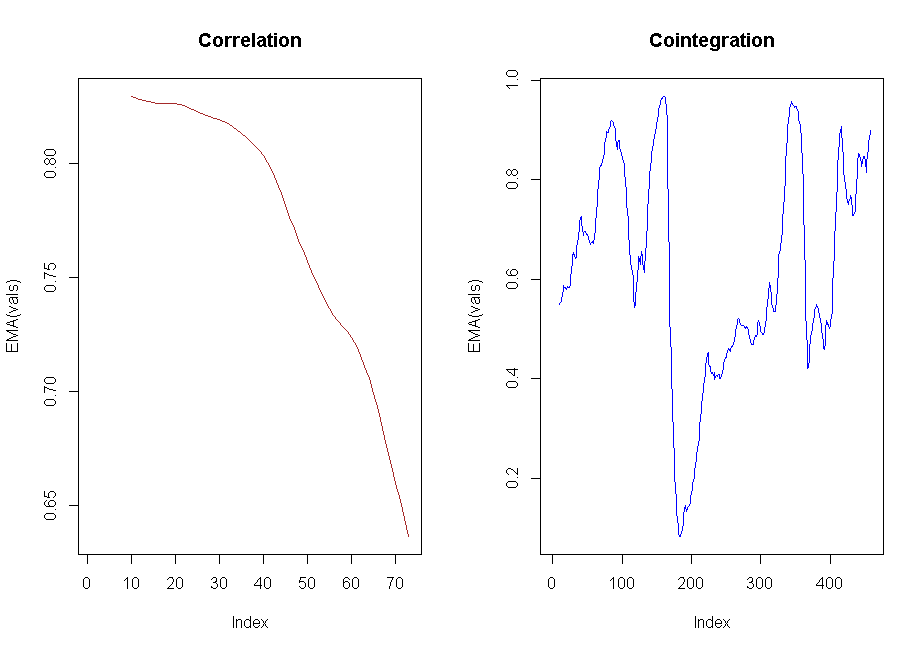 Correlation
EMA(vals)
0.80
0.75
0.70
0.65
0 10 20 30 40 50 60 70
Index
Cointegration
EMA(vals)
1.0
0.8
0.6
0.4
0.2
0 100 200 300 400
Index